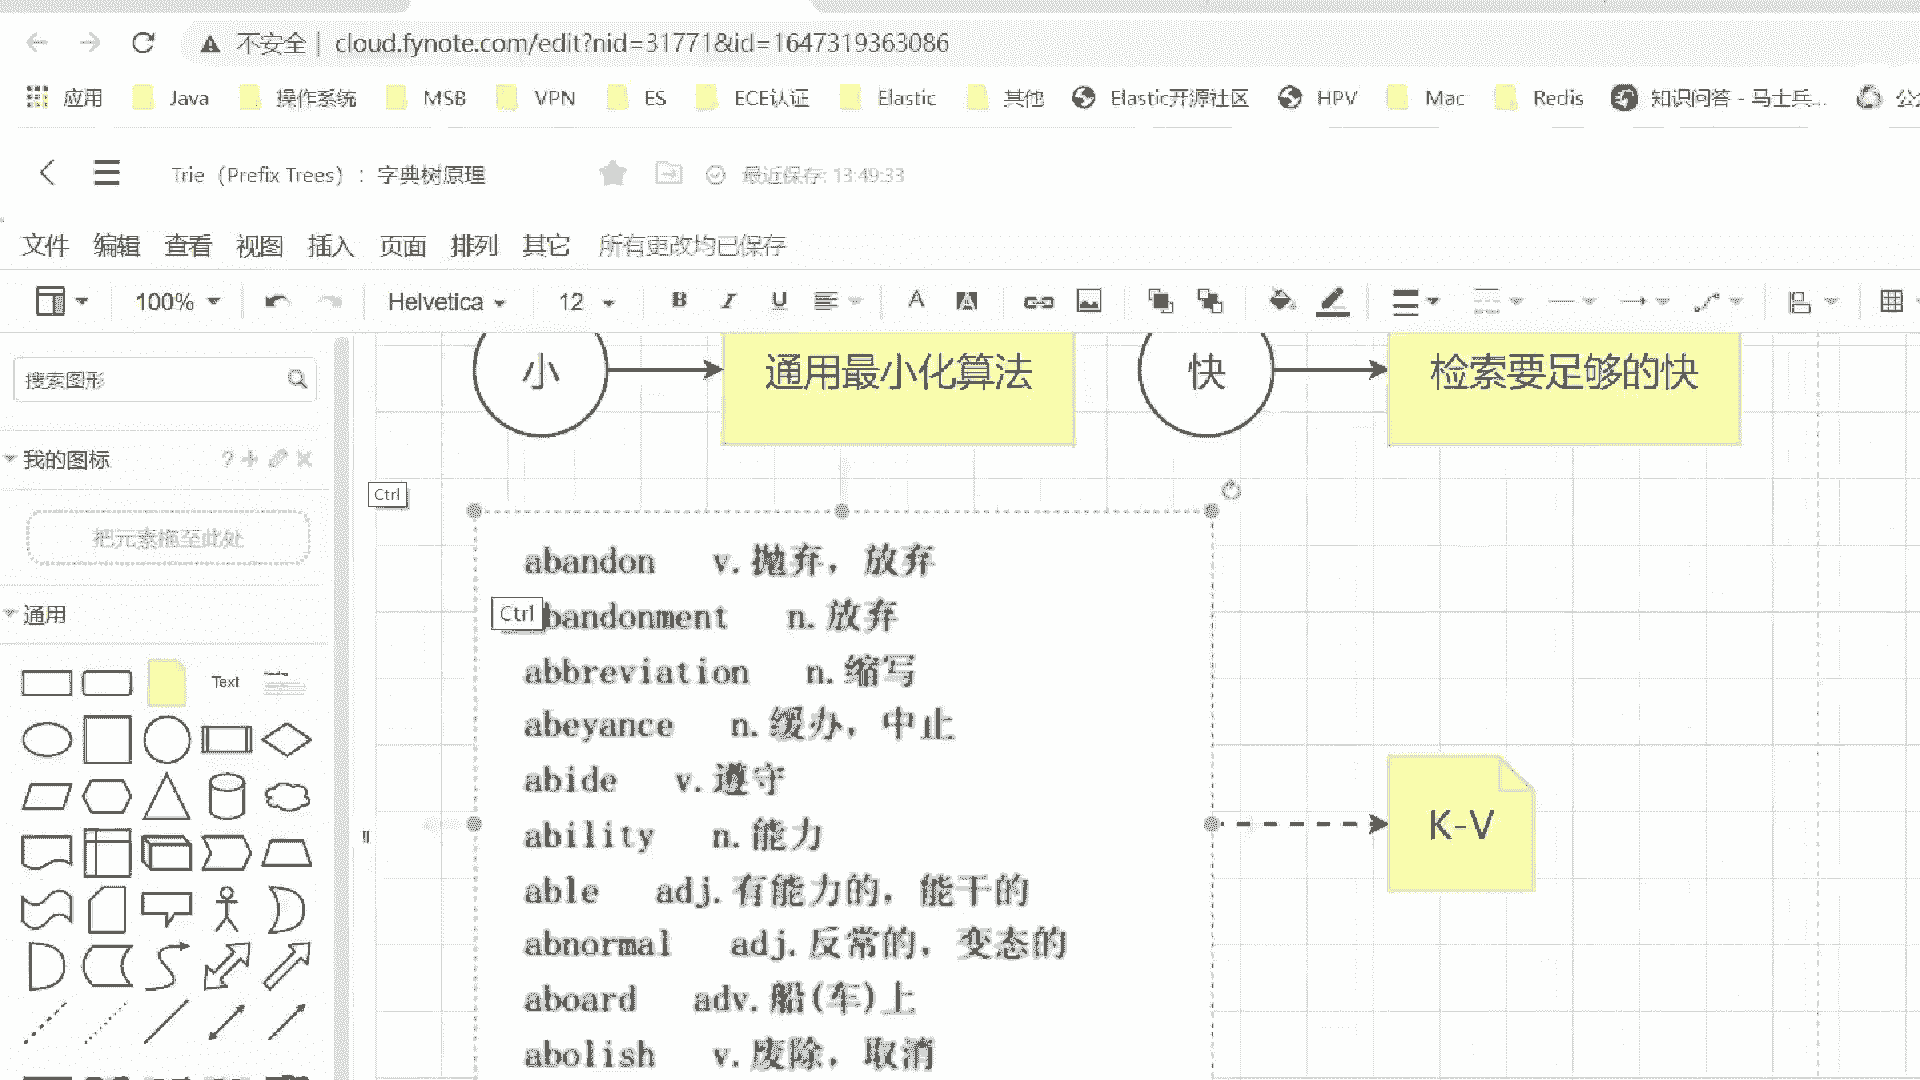 不安全 | cloud.fynote.com/edit?nid=31771&id=1647319363086
应用 Java 操作系统 MSB VPN ES ECE认证 Elastic 其他 Elastic开源社区 HPV Mac Redis 知识问答 - 马士兵...
Trie（Prefix Trees）：字典树原理 最近保存: 13:49:33
文件 编辑 查看 视图 插入 页面 排列 其它 所有更改均已保存
100% Helvetica 12 B I U A A
搜索图形
小 通用最小化算法 快 检索要足够的快
我的图标
Ctrl
把元素拖至此处
abandon v. 抛弃，放弃
Ctrl
bandonment n. 放弃
通用
abbreviation n. 缩写
Text
abeyance n. 缓办，中止
abide v. 遵守
K-V
ability n. 能力
able adj. 有能力的，能干的
abnormal adj. 反常的，变态的
aboard adv. 船(车)上
abolish v. 废除，取消